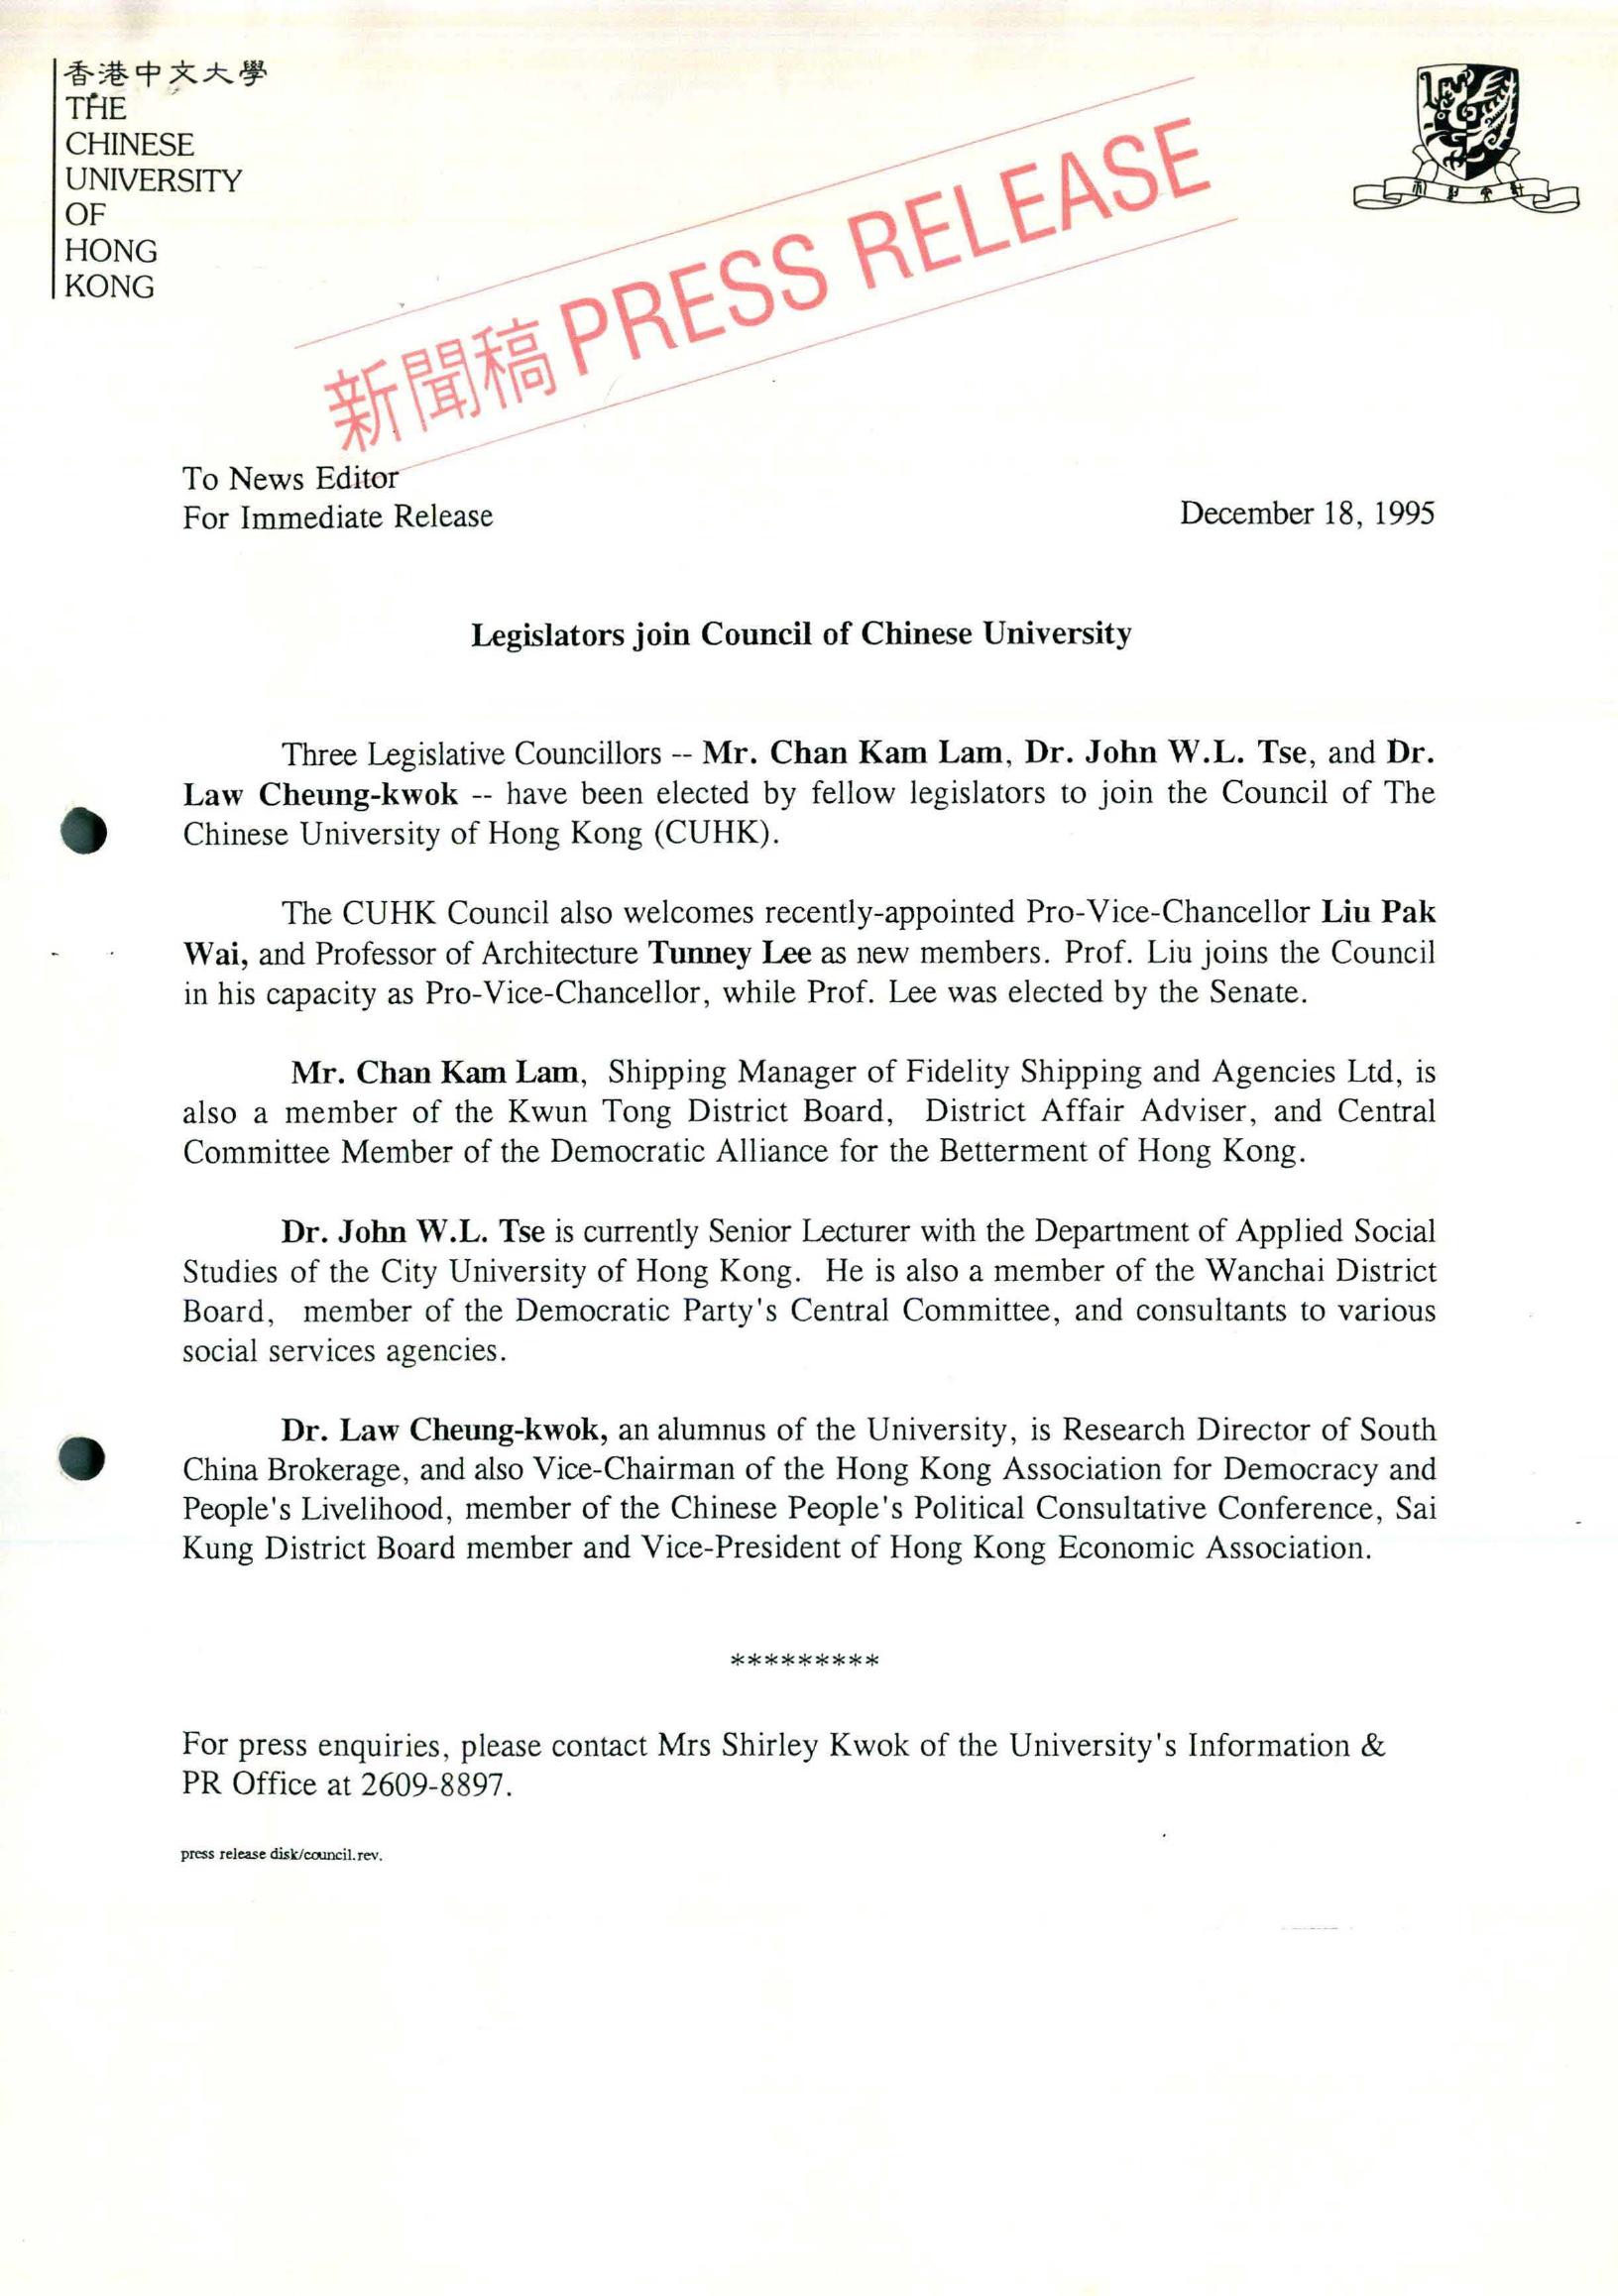 香港中文大學
THE
CHINESE
UNIVERSITY
OF
HONG
KONG
新聞稿 PRESS RELEASE
To News Editor
For Immediate Release
December 18, 1995
Legislators join Council of Chinese University
Three Legislative Councillors -- Mr. Chan Kam Lam, Dr. John W.L. Tse, and Dr.
Law Cheung-kwok -- have been elected by fellow legislators to join the Council of The
Chinese University of Hong Kong (CUHK).
The CUHK Council also welcomes recently-appointed Pro-Vice-Chancellor Liu Pak
Wai, and Professor of Architecture Tunney Lee as new members. Prof. Liu joins the Council
in his capacity as Pro-Vice-Chancellor, while Prof. Lee was elected by the Senate.
Mr. Chan Kam Lam, Shipping Manager of Fidelity Shipping and Agencies Ltd, is
also a member of the Kwun Tong District Board, District Affair Adviser, and Central
Committee Member of the Democratic Alliance for the Betterment of Hong Kong.
Dr. John W.L. Tse is currently Senior Lecturer with the Department of Applied Social
Studies of the City University of Hong Kong. He is also a member of the Wanchai District
Board, member of the Democratic Party's Central Committee, and consultants to various
social services agencies.
Dr. Law Cheung-kwok, an alumnus of the University, is Research Director of South
China Brokerage, and also Vice-Chairman of the Hong Kong Association for Democracy and
People's Livelihood, member of the Chinese People's Political Consultative Conference, Sai
Kung District Board member and Vice-President of Hong Kong Economic Association.
*********
For press enquiries, please contact Mrs Shirley Kwok of the University's Information &
PR Office at 2609-8897.
press release disk/council.rev.